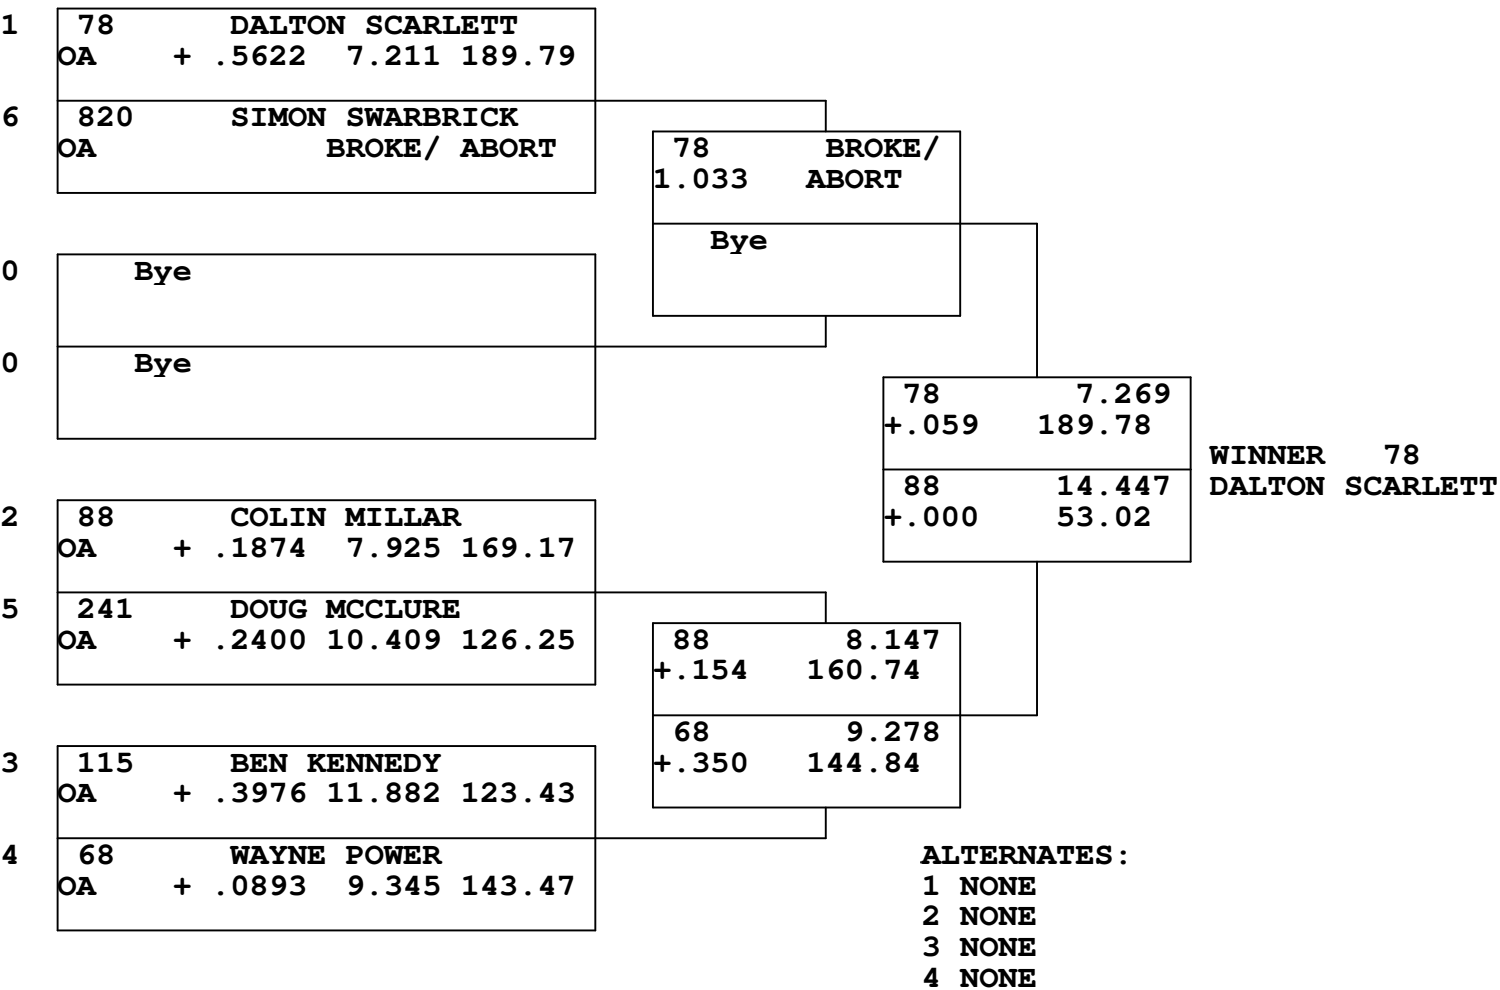 1 78 DALTON SCARLETT
OA + .5622 7.211 189.79
6 820 SIMON SWARBRICK
OA BROKE/ ABORT
0 Bye
0 Bye
2 88 COLIN MILLAR
OA + .1874 7.925 169.17
5 241 DOUG MCCLURE
OA + .2400 10.409 126.25
3 115 BEN KENNEDY
OA + .3976 11.882 123.43
4 68 WAYNE POWER
OA + .0893 9.345 143.47
78 BROKE/
1.033 ABORT
Bye
88 8.147
+.154 160.74
68 9.278
+.350 144.84
78 7.269
+.059 189.78
88 14.447
+.000 53.02
WINNER 78
DALTON SCARLETT
ALTERNATES:
1 NONE
2 NONE
3 NONE
4 NONE